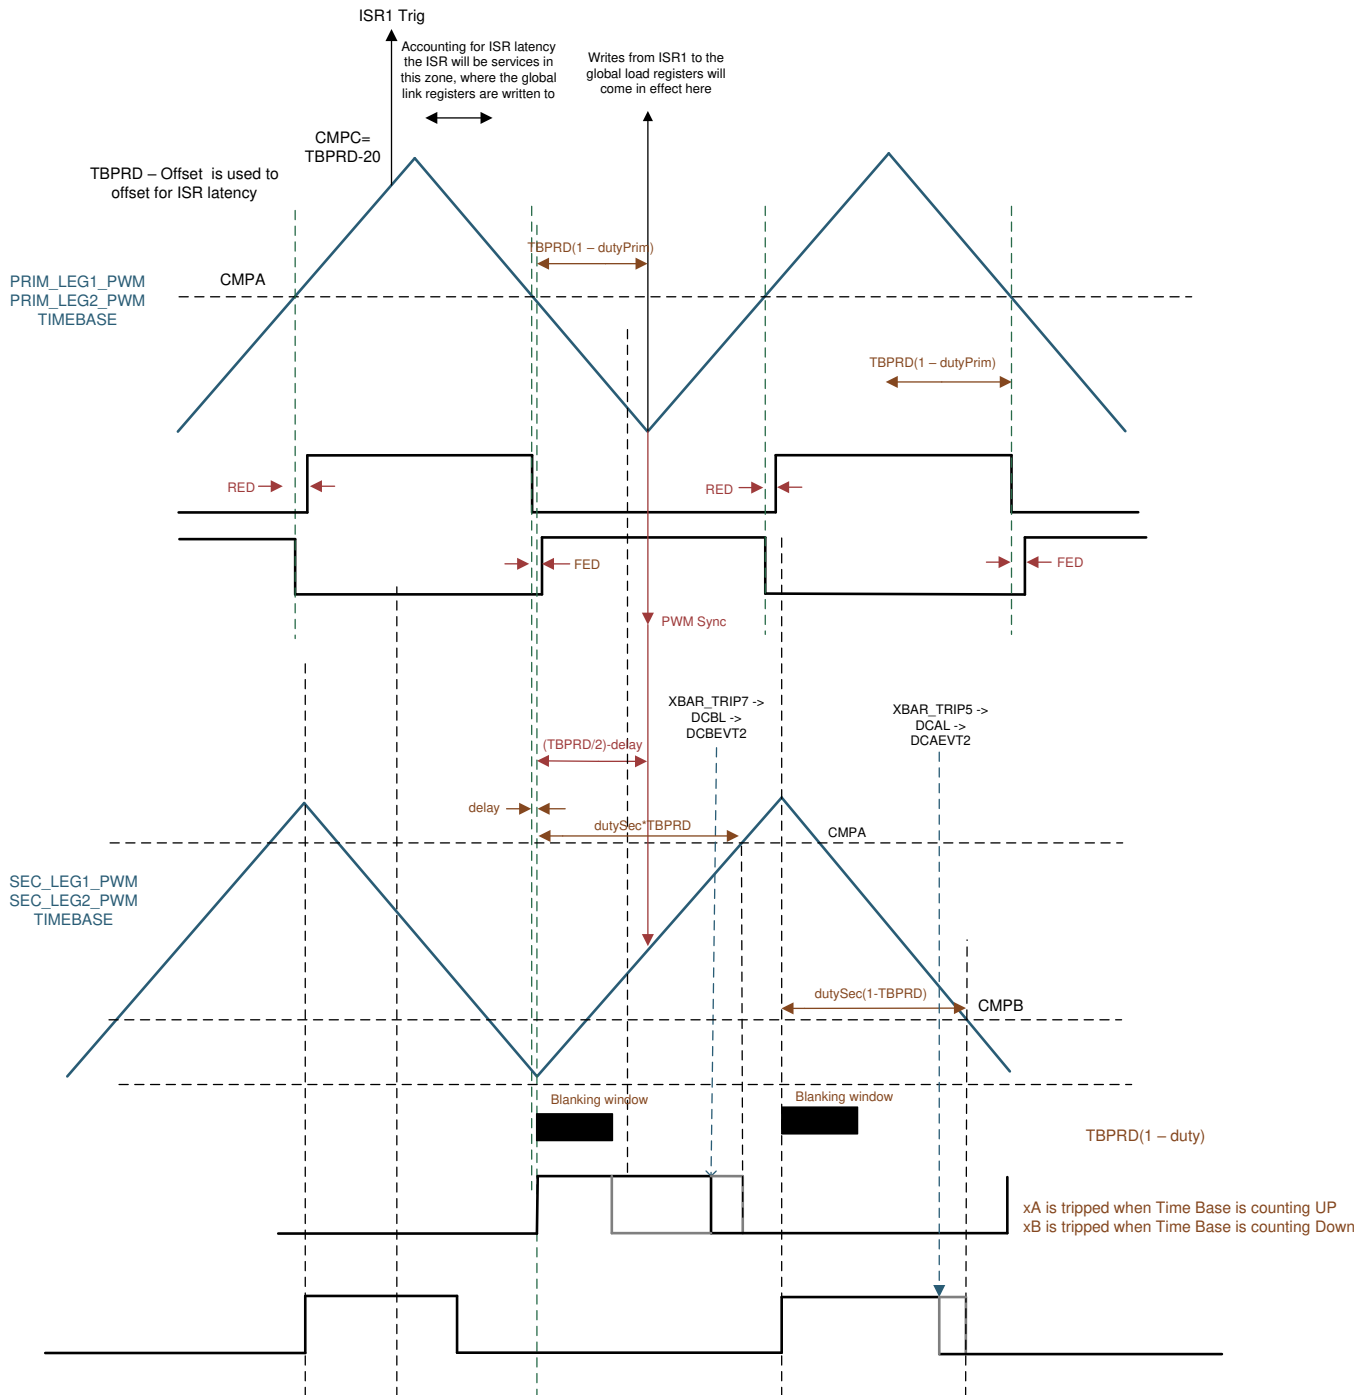 ISR1 Trig
Accounting for ISR latency
the ISR will be services in
this zone, where the global
link registers are written to
Writes from ISR1 to the
global load registers will
come in effect here
CMPC=
TBPRD-20
TBPRD – Offset is used to
offset for ISR latency
TBPRD(1 – dutyPrim)
CMPA
PRIM_LEG1_PWM
PRIM_LEG2_PWM
TIMEBASE
TBPRD(1 – dutyPrim)
RED
RED
FED
FED
PWM Sync
XBAR_TRIP7 ->
DCBL ->
DCBEVT2
XBAR_TRIP5 ->
DCAL ->
DCAEVT2
(TBPRD/2)-delay
delay
dutySec*TBPRD
CMPA
SEC_LEG1_PWM
SEC_LEG2_PWM
TIMEBASE
dutySec(1-TBPRD)
CMPB
Blanking window
Blanking window
TBPRD(1 – duty)
xA is tripped when Time Base is counting UP
xB is tripped when Time Base is counting Down